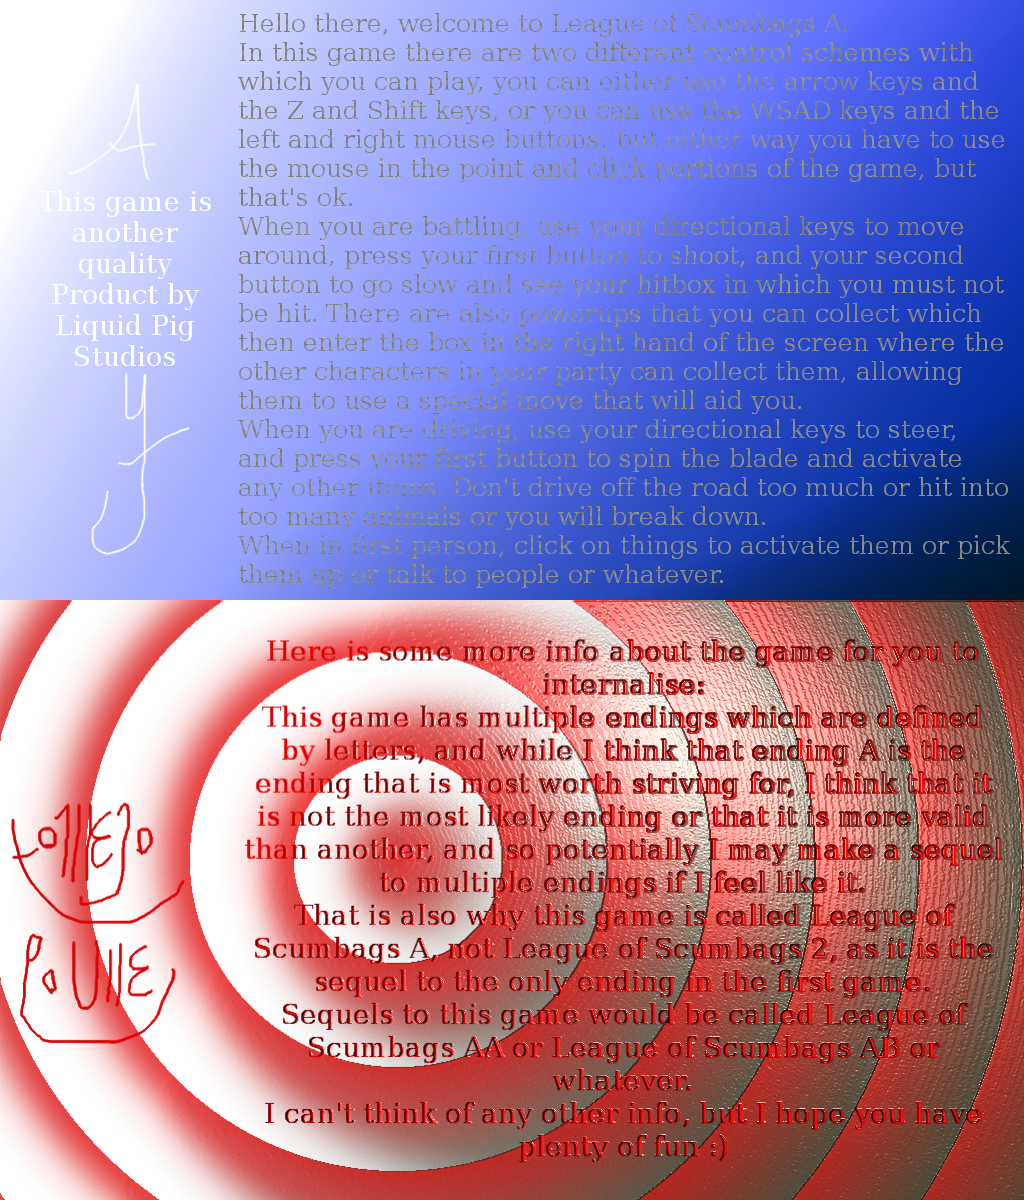 A
This game is
another
quality
Product by
Liquid Pig
Studios
Hello there, welcome to League of Scumbags A.
In this game there are two different control schemes with
which you can play, you can either use the arrow keys and
the Z and Shift keys, or you can use the WSAD keys and the
left and right mouse buttons. but either way you have to use
the mouse in the point and click portions of the game, but
that's ok.
When you are battling, use your directional keys to move
around, press your first button to shoot, and your second
button to go slow and see your hitbox in which you must not
be hit. There are also powerups that you can collect which
then enter the box in the right hand of the screen where the
other characters in your party can collect them, allowing
them to use a special move that will aid you.
When you are driving, use your directional keys to steer,
and press your first button to spin the blade and activate
any other items. Don't drive off the road too much or hit into
too many animals or you will break down.
When in first person, click on things to activate them or pick
them up or talk to people or whatever.
Here is some more info about the game for you to
internalise:
This game has multiple endings which are defined
by letters, and while I think that ending A is the
ending that is most worth striving for, I think that it
is not the most likely ending or that it is more valid
than another, and so potentially I may make a sequel
to multiple endings if I feel like it.
That is also why this game is called League of
Scumbags A, not League of Scumbags 2, as it is the
sequel to the only ending in the first game.
Sequels to this game would be called League of
Scumbags AA or League of Scumbags AB or
whatever.
I can't think of any other info, but I hope you have
plenty of fun :)